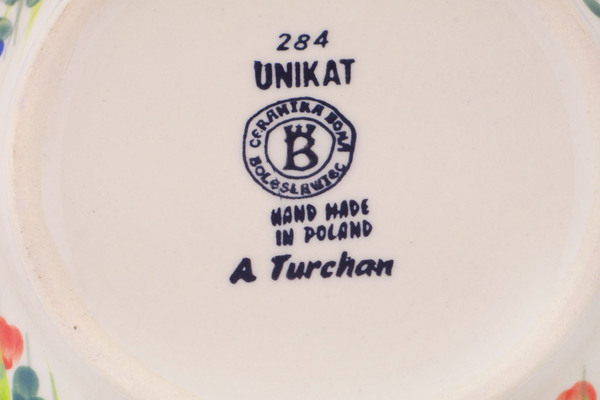 284
UNIKAT
CERAMIKA BONA
B
BOLESŁAWIEC
HAND MADE
IN POLAND
A Turchan